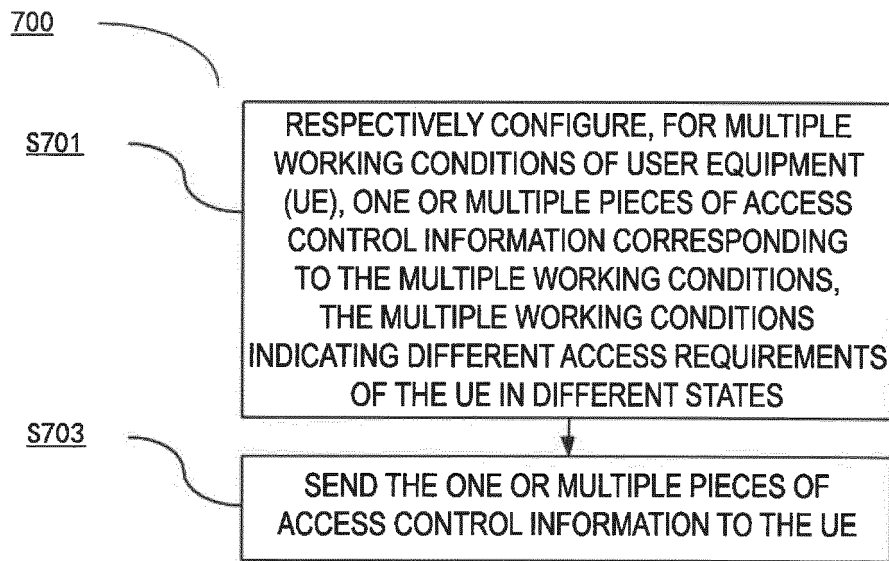 700
S701
RESPECTIVELY CONFIGURE, FOR MULTIPLE
WORKING CONDITIONS OF USER EQUIPMENT
(UE), ONE OR MULTIPLE PIECES OF ACCESS
CONTROL INFORMATION CORRESPONDING
TO THE MULTIPLE WORKING CONDITIONS,
THE MULTIPLE WORKING CONDITIONS
INDICATING DIFFERENT ACCESS REQUIREMENTS
OF THE UE IN DIFFERENT STATES
S703
SEND THE ONE OR MULTIPLE PIECES OF
ACCESS CONTROL INFORMATION TO THE UE